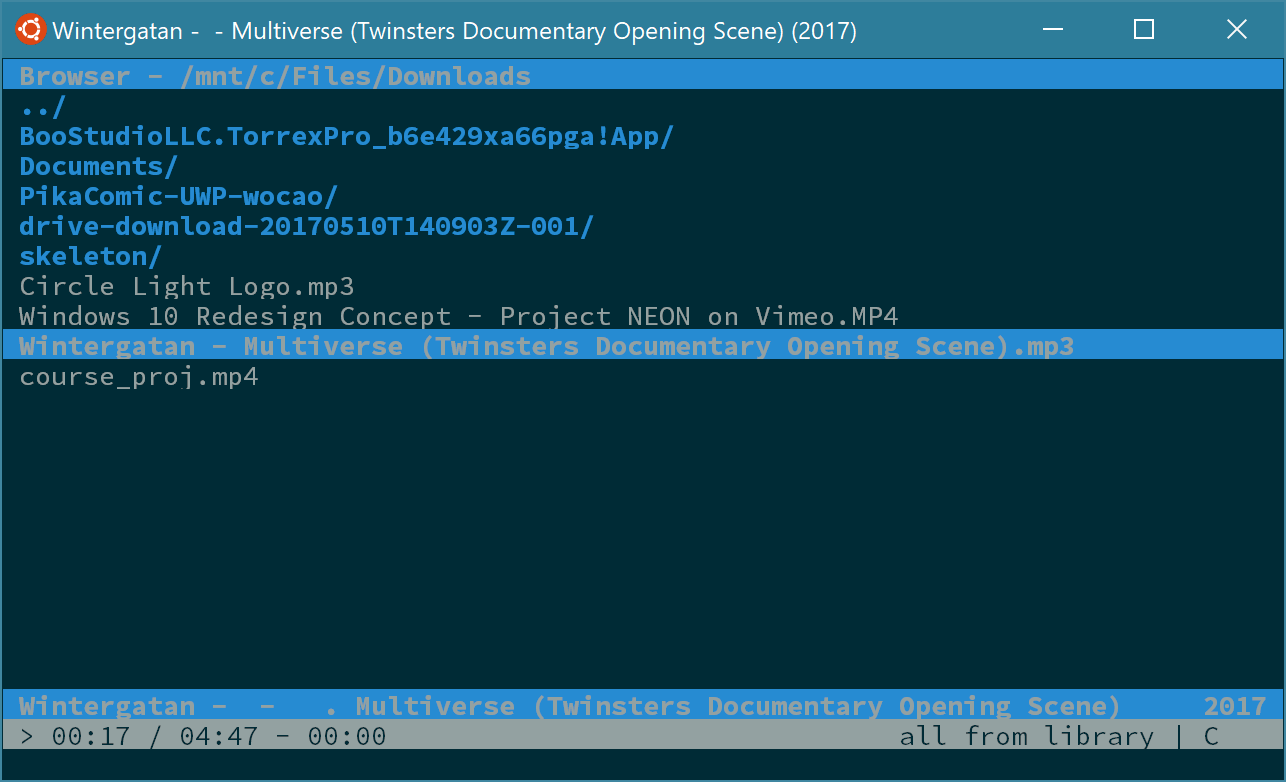 Wintergatan -  - Multiverse (Twinsters Documentary Opening Scene) (2017)
Browser - /mnt/c/Files/Downloads
../
BooStudioLLC.TorrexPro_b6e429xa66pga!App/
Documents/
PikaComic-UWP-wocao/
drive-download-20170510T140903Z-001/
skeleton/
Circle Light Logo.mp3
Windows 10 Redesign Concept - Project NEON on Vimeo.MP4
Wintergatan - Multiverse (Twinsters Documentary Opening Scene).mp3
course_proj.mp4
Wintergatan -  -   . Multiverse (Twinsters Documentary Opening Scene)     2017
> 00:17 / 04:47 - 00:00     all from library | C